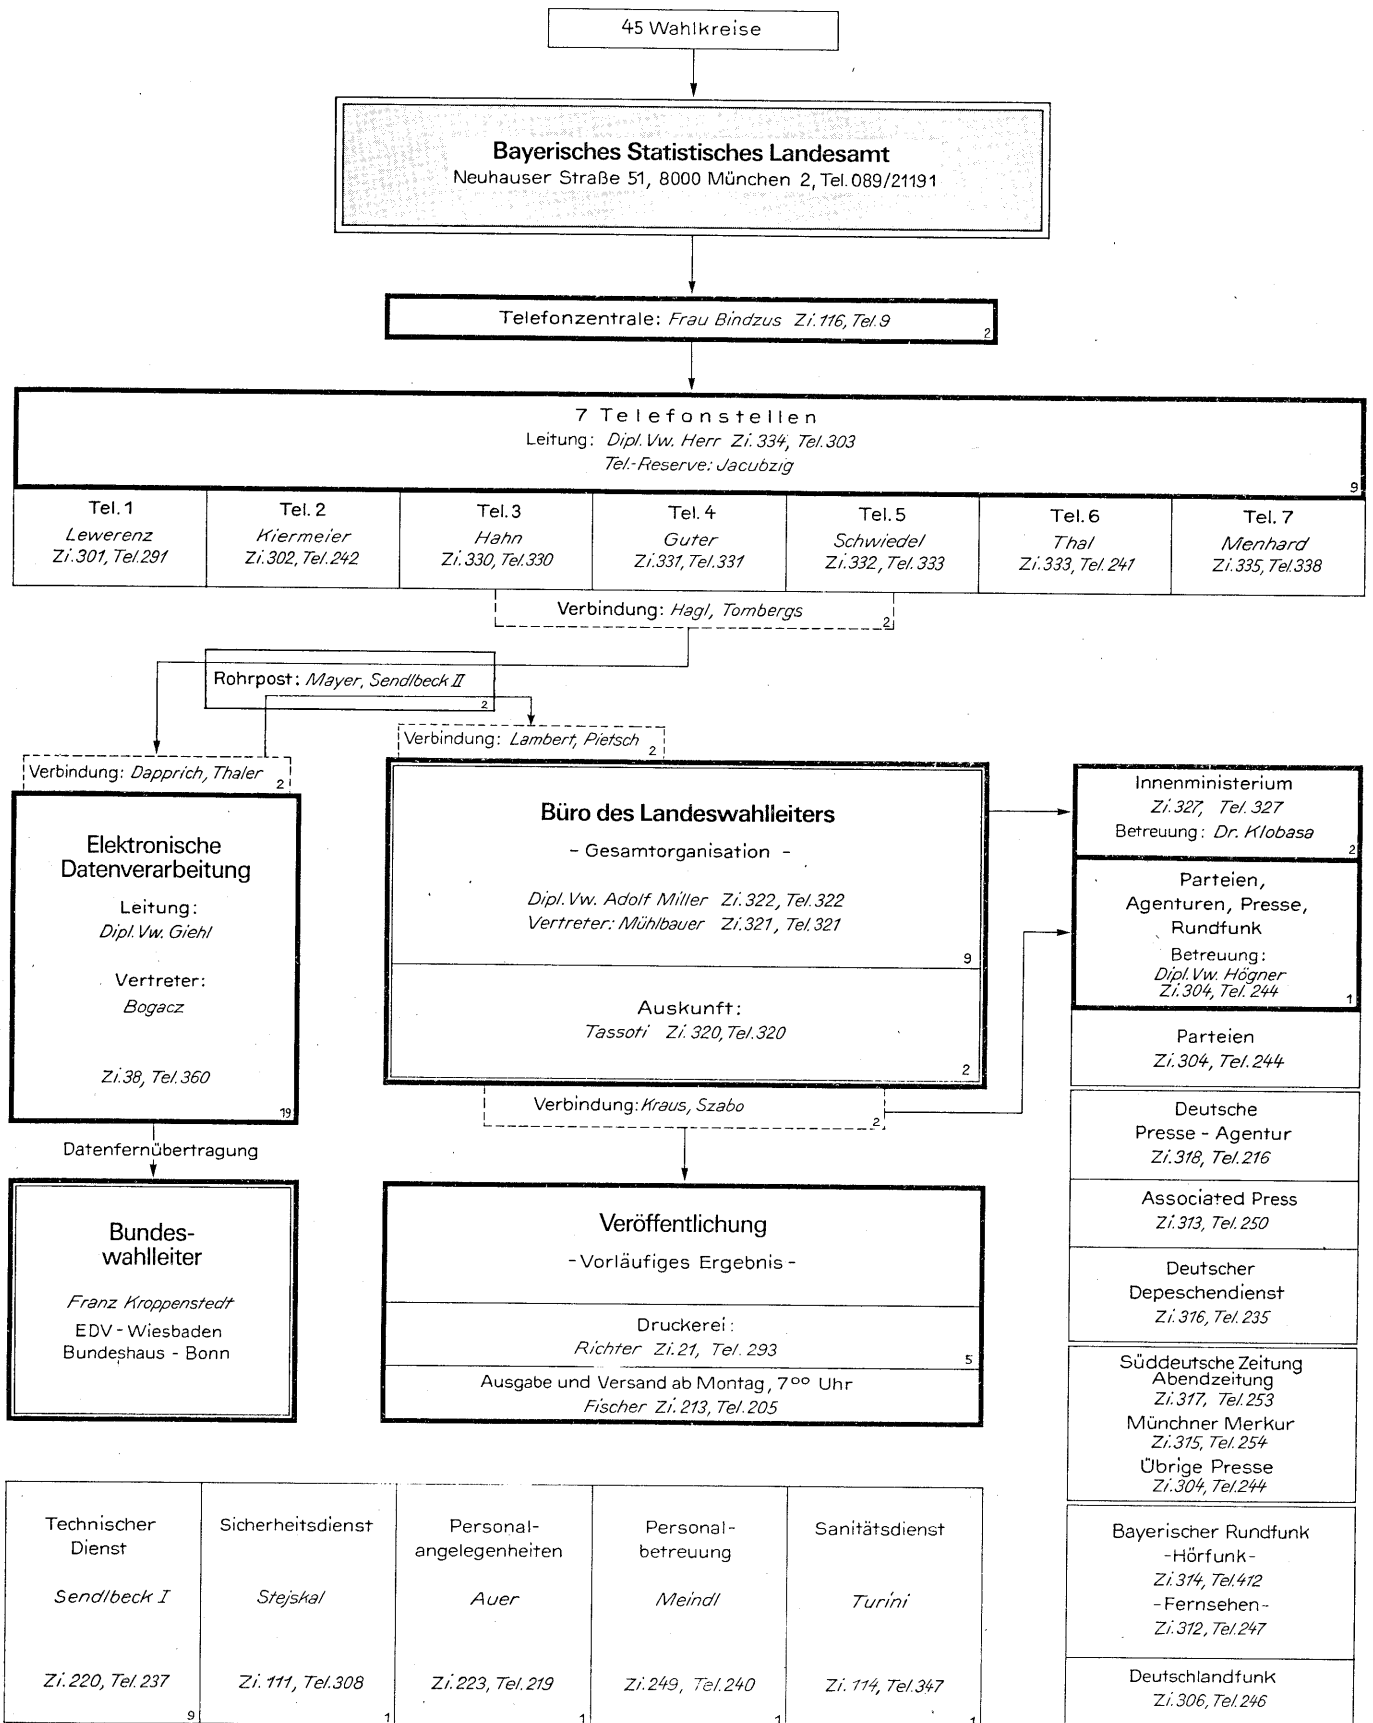 45 Wahlkreise
Bayerisches Statistisches Landesamt
Neuhauser Straße 51, 8000 München 2, Tel. 089/21191
Telefonzentrale: Frau Bindzus Zi. 116, Tel. 9
2
7 Telefonstellen
Leitung: Dipl. Vw. Herr Zi. 334, Tel. 303
Tel.-Reserve: Jacubzig
9
Tel. 1
Lewerenz
Zi. 301, Tel. 291
Tel. 2
Kiermeier
Zi. 302, Tel. 242
Tel. 3
Hahn
Zi. 330, Tel. 330
Tel. 4
Guter
Zi. 331, Tel. 331
Tel. 5
Schwiedel
Zi. 332, Tel. 333
Tel. 6
Thal
Zi. 333, Tel. 241
Tel. 7
Menhard
Zi. 335, Tel. 338
Verbindung: Hagl, Tombergs
2
Rohrpost: Mayer, Sendlbeck II
2
Verbindung: Dapprich, Thaler
2
Elektronische
Datenverarbeitung
Leitung:
Dipl. Vw. Giehl
Vertreter:
Bogacz
Zi. 38, Tel. 360
19
Datenfernübertragung
Bundes-
wahlleiter
Franz Kroppenstedt
EDV - Wiesbaden
Bundeshaus - Bonn
Verbindung: Lambert, Pietsch
2
Büro des Landeswahlleiters
- Gesamtorganisation -
Dipl. Vw. Adolf Miller Zi. 322, Tel. 322
Vertreter: Mühlbauer Zi. 321, Tel. 321
9
Auskunft:
Tassoti Zi. 320, Tel. 320
2
Verbindung: Kraus, Szabo
2
Veröffentlichung
- Vorläufiges Ergebnis -
Druckerei:
Richter Zi. 21, Tel. 293
5
Ausgabe und Versand ab Montag, 7⁰⁰ Uhr
Fischer Zi. 213, Tel. 205
Innenministerium
Zi. 327, Tel. 327
Betreuung: Dr. Klobasa
2
Parteien,
Agenturen, Presse,
Rundfunk
Betreuung:
Dipl. Vw. Högner
Zi. 304, Tel. 244
1
Parteien
Zi. 304, Tel. 244
Deutsche
Presse - Agentur
Zi. 318, Tel. 216
Associated Press
Zi. 313, Tel. 250
Deutscher
Depeschendienst
Zi. 316, Tel. 235
Süddeutsche Zeitung
Abendzeitung
Zi. 317, Tel. 253
Münchner Merkur
Zi. 315, Tel. 254
Übrige Presse
Zi. 304, Tel. 244
Bayerischer Rundfunk
- Hörfunk -
Zi. 314, Tel. 412
- Fernsehen -
Zi. 312, Tel. 247
Deutschlandfunk
Zi. 306, Tel. 246
Technischer
Dienst
Sendlbeck I
Zi. 220, Tel. 237
9
Sicherheitsdienst
Stejskal
Zi. 111, Tel. 308
1
Personal-
angelegenheiten
Auer
Zi. 223, Tel. 219
1
Personal-
betreuung
Meindl
Zi. 249, Tel. 240
1
Sanitätsdienst
Turini
Zi. 114, Tel. 347
1